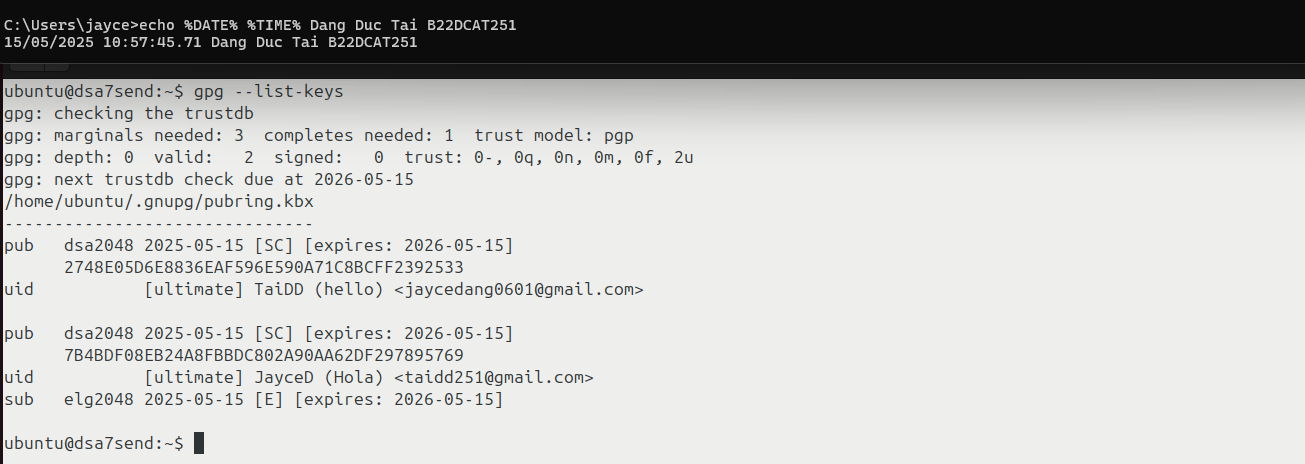 C:\Users\jayce>echo %DATE% %TIME% Dang Duc Tai B22DCAT251
15/05/2025 10:57:45.71 Dang Duc Tai B22DCAT251
ubuntu@dsa7send:~$ gpg --list-keys
gpg: checking the trustdb
gpg: marginals needed: 3  completes needed: 1  trust model: pgp
gpg: depth: 0  valid:   2  signed:   0  trust: 0-, 0q, 0n, 0m, 0f, 2u
gpg: next trustdb check due at 2026-05-15
/home/ubuntu/.gnupg/pubring.kbx
-------------------------------
pub   dsa2048 2025-05-15 [SC] [expires: 2026-05-15]
      2748E05D6E8836EAF596E590A71C8BCFF2392533
uid           [ultimate] TaiDD (hello) <jaycedang0601@gmail.com>
pub   dsa2048 2025-05-15 [SC] [expires: 2026-05-15]
      7B4BDF08EB24A8FBBDC802A90AA62DF297895769
uid           [ultimate] JayceD (Hola) <taidd251@gmail.com>
sub   elg2048 2025-05-15 [E] [expires: 2026-05-15]
ubuntu@dsa7send:~$